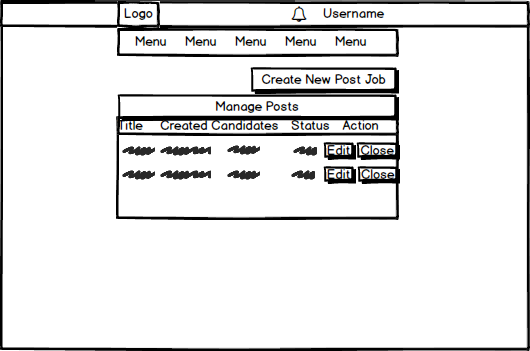 Logo Username
Menu Menu Menu Menu Menu
Create New Post Job
Manage Posts
Title Created Candidates Status Action
Edit Close
Edit Close